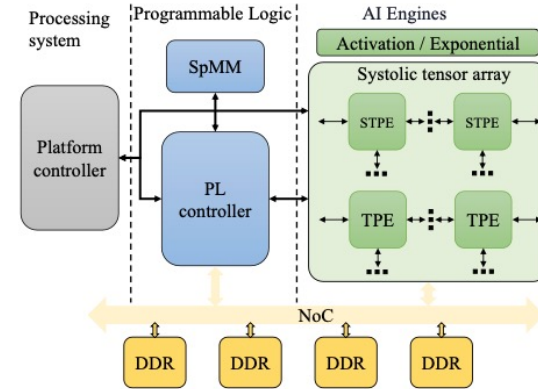 Processing
system
Programmable Logic
AI Engines
Activation / Exponential
SpMM
Systolic tensor array
STPE
STPE
Platform
controller
PL
controller
TPE
TPE
NoC
DDR
DDR
DDR
DDR